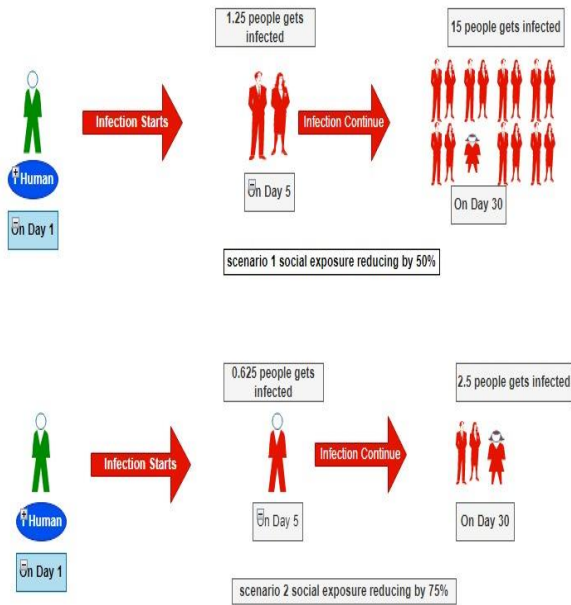 1.25 people gets
infected
15 people gets infected
Infection Starts
Infection Continue
1 Human
On Day 1
On Day 5
On Day 30
scenario 1 social exposure reducing by 50%
0.625 people gets
infected
2.5 people gets infected
Infection Starts
Infection Continue
1 Human
On Day 1
On Day 5
On Day 30
scenario 2 social exposure reducing by 75%